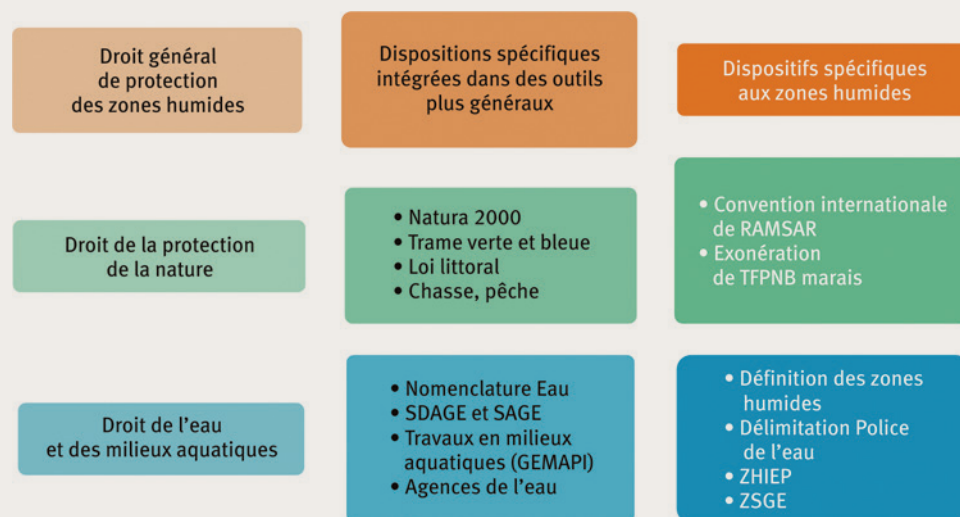 Droit général
de protection
des zones humides
Dispositions spécifiques
intégrées dans des outils
plus généraux
Dispositifs spécifiques
aux zones humides
Droit de la protection
de la nature
• Natura 2000
• Trame verte et bleue
• Loi littoral
• Chasse, pêche
• Convention internationale
de RAMSAR
• Exonération
de TFPNB marais
Droit de l'eau
et des milieux aquatiques
• Nomenclature Eau
• SDAGE et SAGE
• Travaux en milieux
aquatiques (GEMAPI)
• Agences de l'eau
• Définition des zones
humides
• Délimitation Police
de l'eau
• ZHIEP
• ZSGE